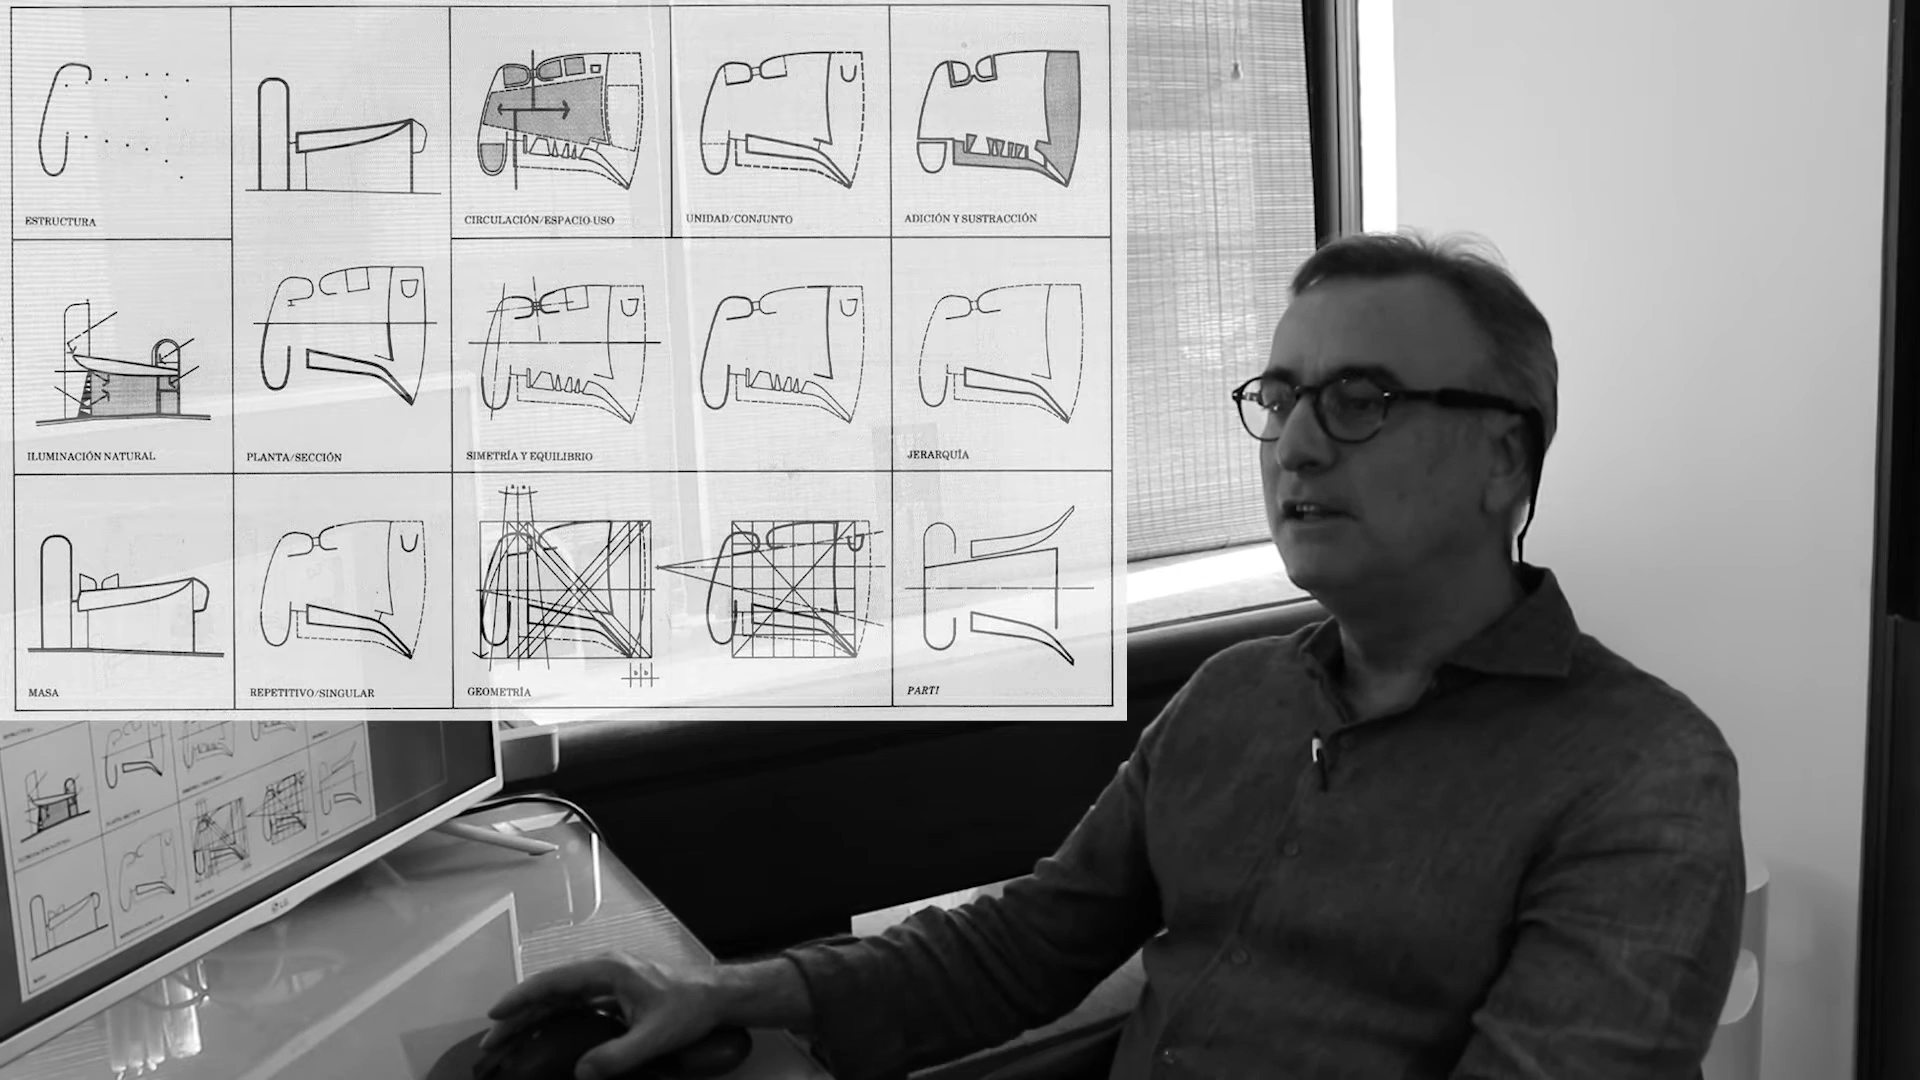 ESTRUCTURA
CIRCULACIÓN/ESPACIO-USO
UNIDAD/CONJUNTO
ADICIÓN Y SUSTRACCIÓN
ILUMINACIÓN NATURAL
PLANTA/SECCIÓN
SIMETRÍA Y EQUILIBRIO
JERARQUÍA
MASA
REPETITIVO/SINGULAR
GEOMETRÍA
PARTI
LG